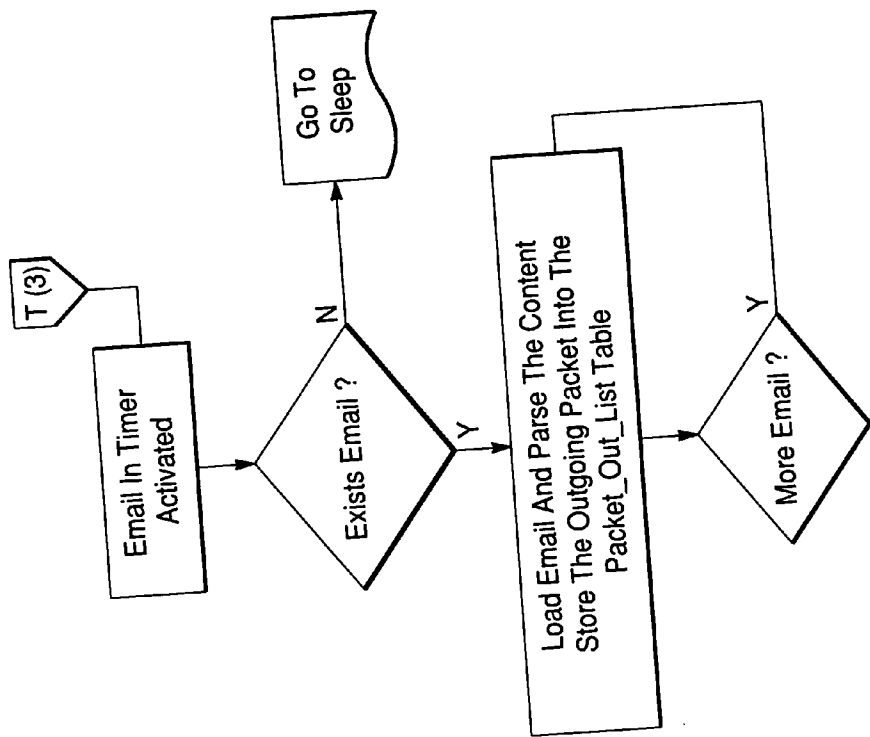 T (3)
Email In Timer
Activated
Exists Email ?
N
Go To
Sleep
Y
Load Email And Parse The Content
Store The Outgoing Packet Into The
Packet_Out_List Table
More Email ?
Y